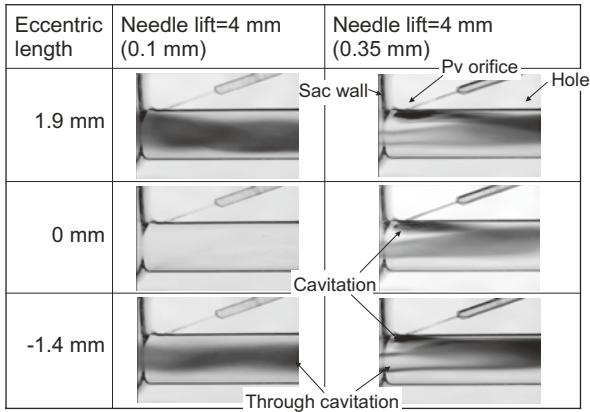 Eccentric length
Needle lift=4 mm
(0.1 mm)
Needle lift=4 mm
(0.35 mm)
Pv orifice
Hole
Sac wall
1.9 mm
0 mm
Cavitation
-1.4 mm
Through cavitation